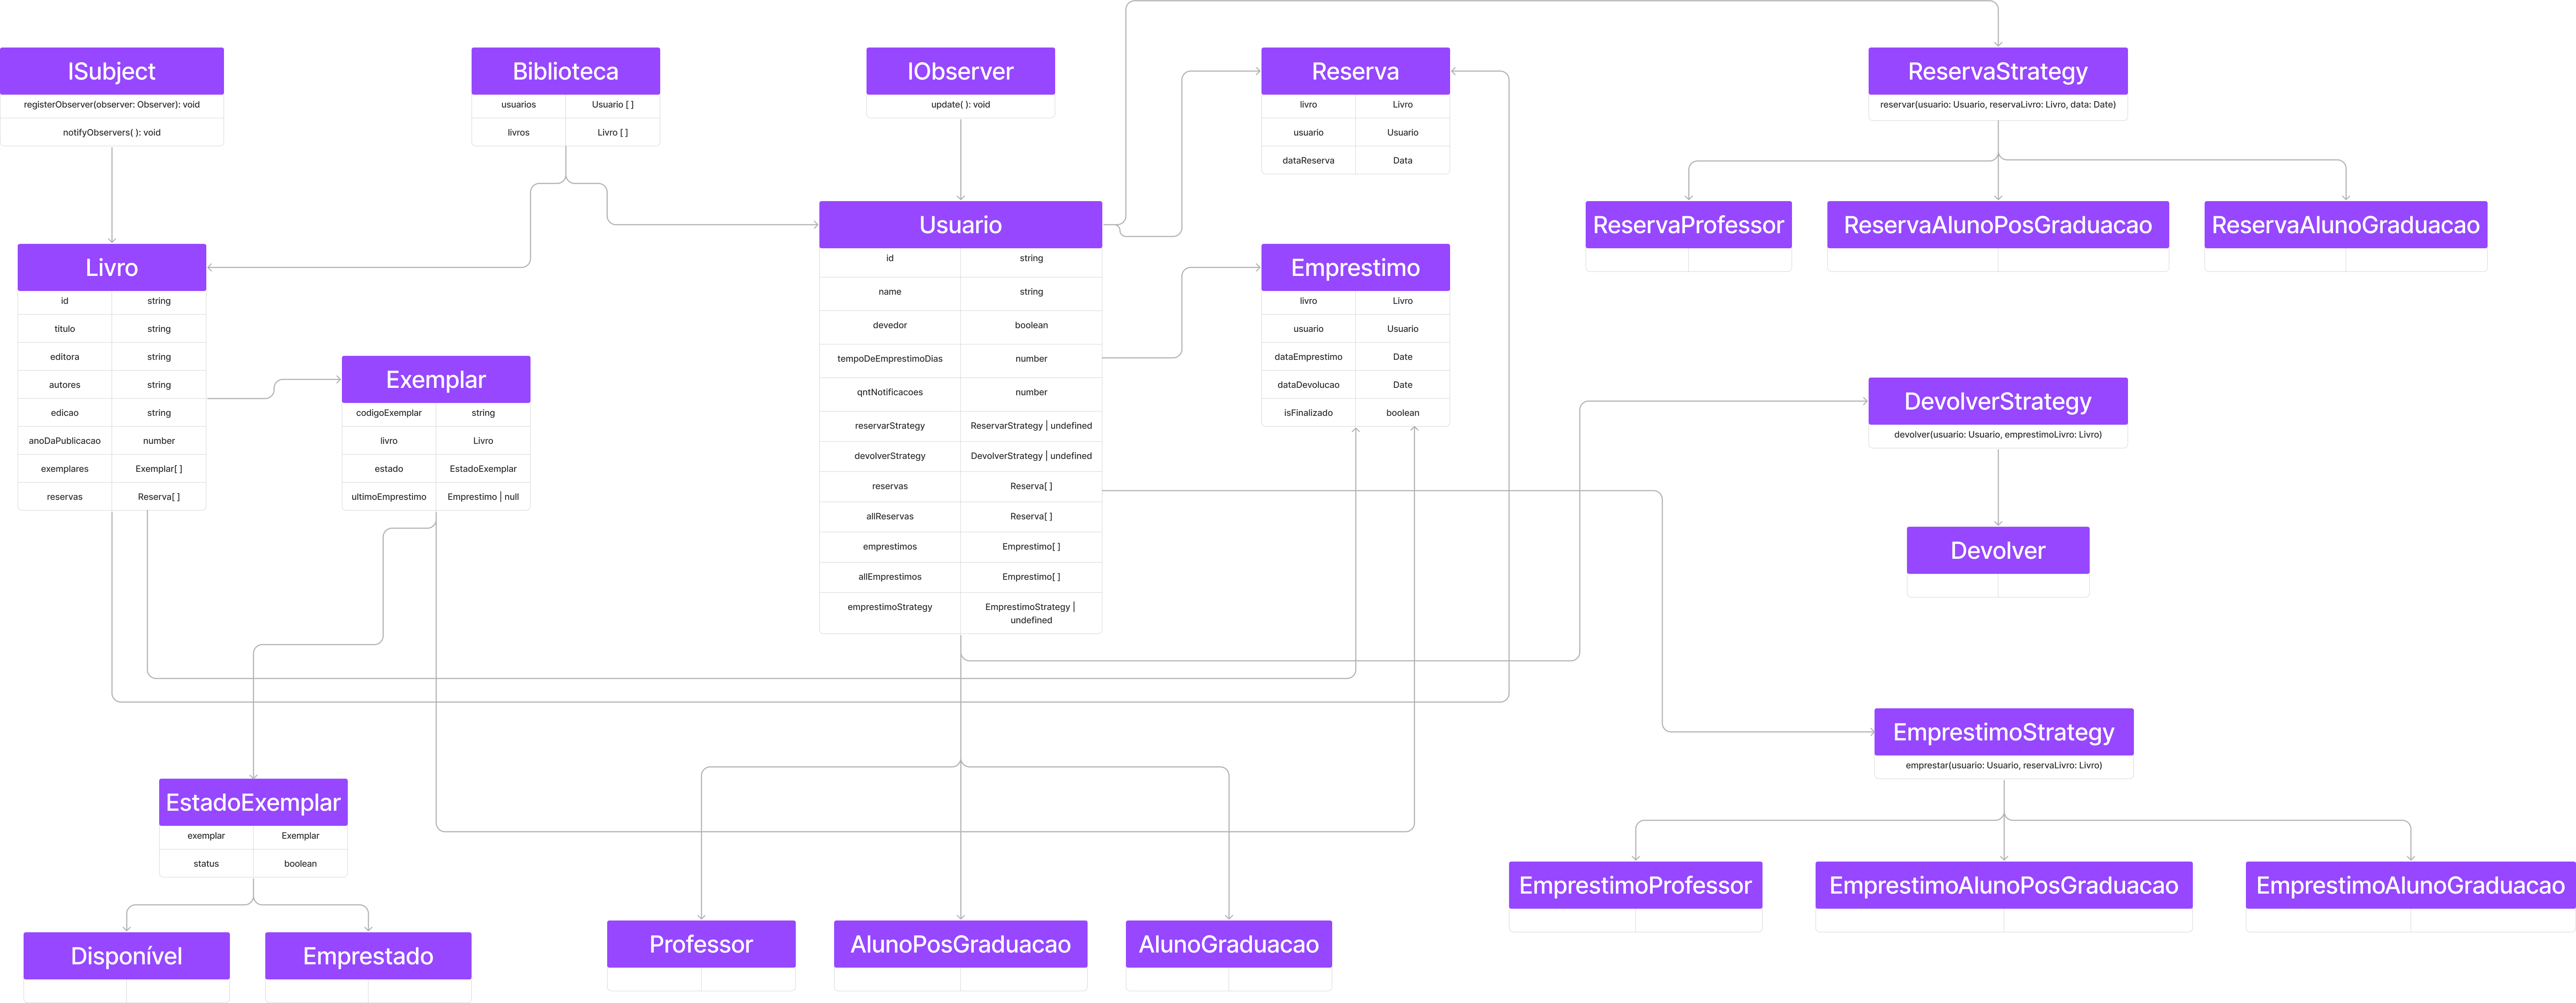 ISubject
registerObserver(observer: Observer): void
notifyObservers( ): void
Biblioteca
usuarios Usuario [ ]
livros Livro [ ]
IObserver
update( ): void
Reserva
livro Livro
usuario Usuario
dataReserva Data
ReservaStrategy
reservar(usuario: Usuario, reservaLivro: Livro, data: Date)
ReservaProfessor
ReservaAlunoPosGraduacao
ReservaAlunoGraduacao
Livro
id string
titulo string
editora string
autores string
edicao string
anoDaPublicacao number
exemplares Exemplar[ ]
reservas Reserva[ ]
Exemplar
codigoExemplar string
livro Livro
estado EstadoExemplar
ultimoEmprestimo Emprestimo | null
Usuario
id string
name string
devedor boolean
tempoDeEmprestimoDias number
qntNotificacoes number
reservarStrategy ReservarStrategy | undefined
devolverStrategy DevolverStrategy | undefined
reservas Reserva[ ]
allReservas Reserva[ ]
emprestimos Emprestimo[ ]
allEmprestimos Emprestimo[ ]
emprestimoStrategy EmprestimoStrategy |
undefined
Emprestimo
livro Livro
usuario Usuario
dataEmprestimo Date
dataDevolucao Date
isFinalizado boolean
DevolverStrategy
devolver(usuario: Usuario, emprestimoLivro: Livro)
Devolver
EmprestimoStrategy
emprestar(usuario: Usuario, reservaLivro: Livro)
EmprestimoProfessor
EmprestimoAlunoPosGraduacao
EmprestimoAlunoGraduacao
EstadoExemplar
exemplar Exemplar
status boolean
Disponível
Emprestado
Professor
AlunoPosGraduacao
AlunoGraduacao